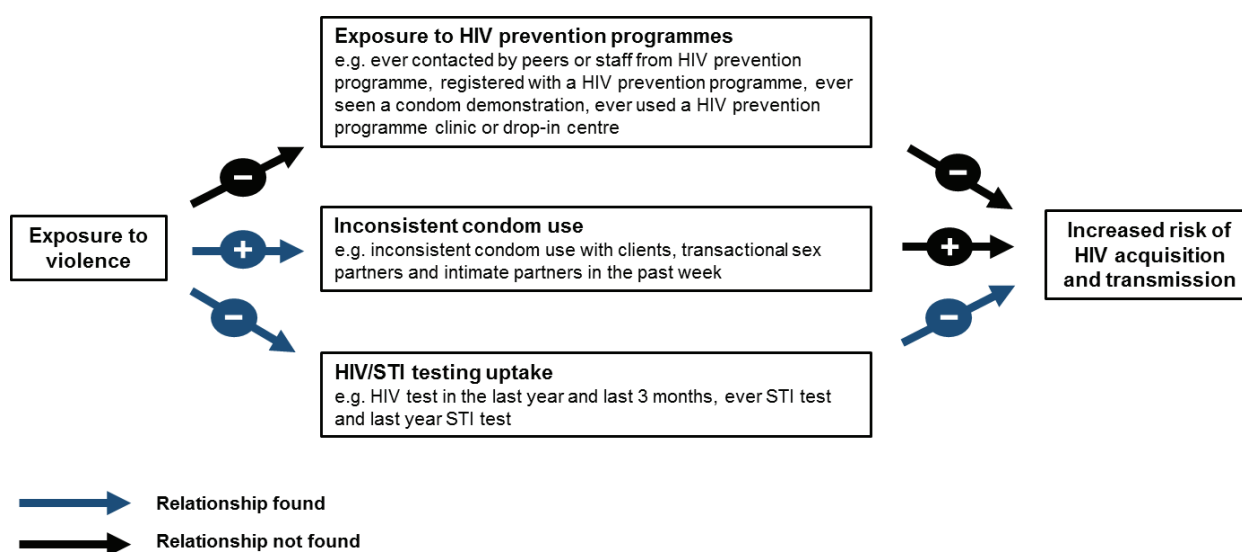 Exposure to HIV prevention programmes
e.g. ever contacted by peers or staff from HIV prevention
programme, registered with a HIV prevention programme, ever
seen a condom demonstration, ever used a HIV prevention
programme clinic or drop-in centre
−
−
Exposure to
violence
+
Inconsistent condom use
e.g. inconsistent condom use with clients, transactional sex
partners and intimate partners in the past week
+
Increased risk of
HIV acquisition
and transmission
−
−
HIV/STI testing uptake
e.g. HIV test in the last year and last 3 months, ever STI test
and last year STI test
Relationship found
Relationship not found